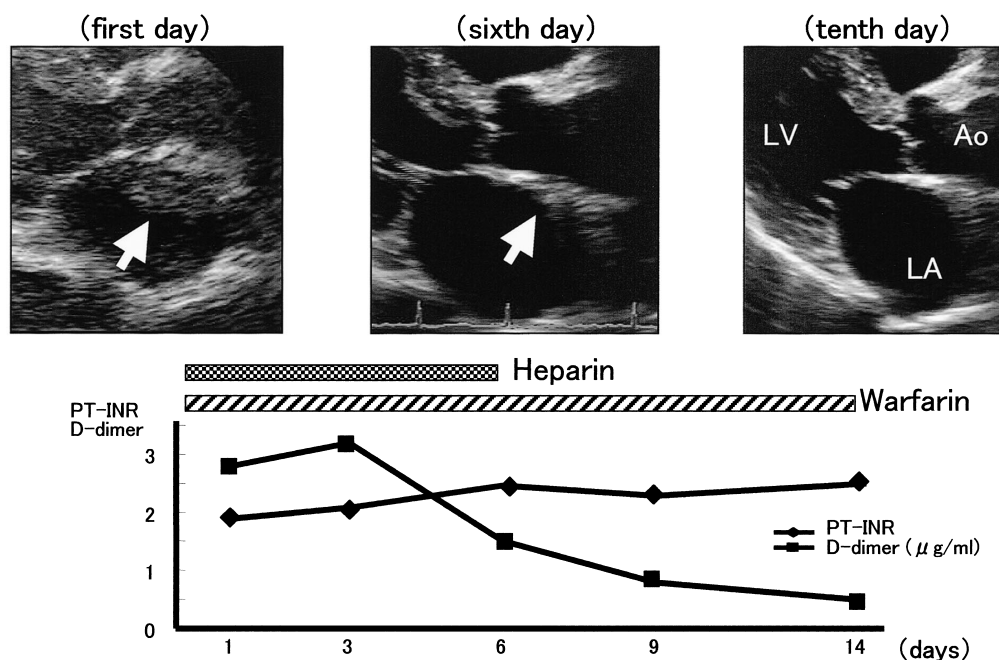 (first day) (sixth day) (tenth day)
LV Ao
LA
Heparin
Warfarin
PT-INR
D-dimer
3
2
1
0
PT-INR
D-dimer (μg/ml)
1 3 6 9 14 (days)